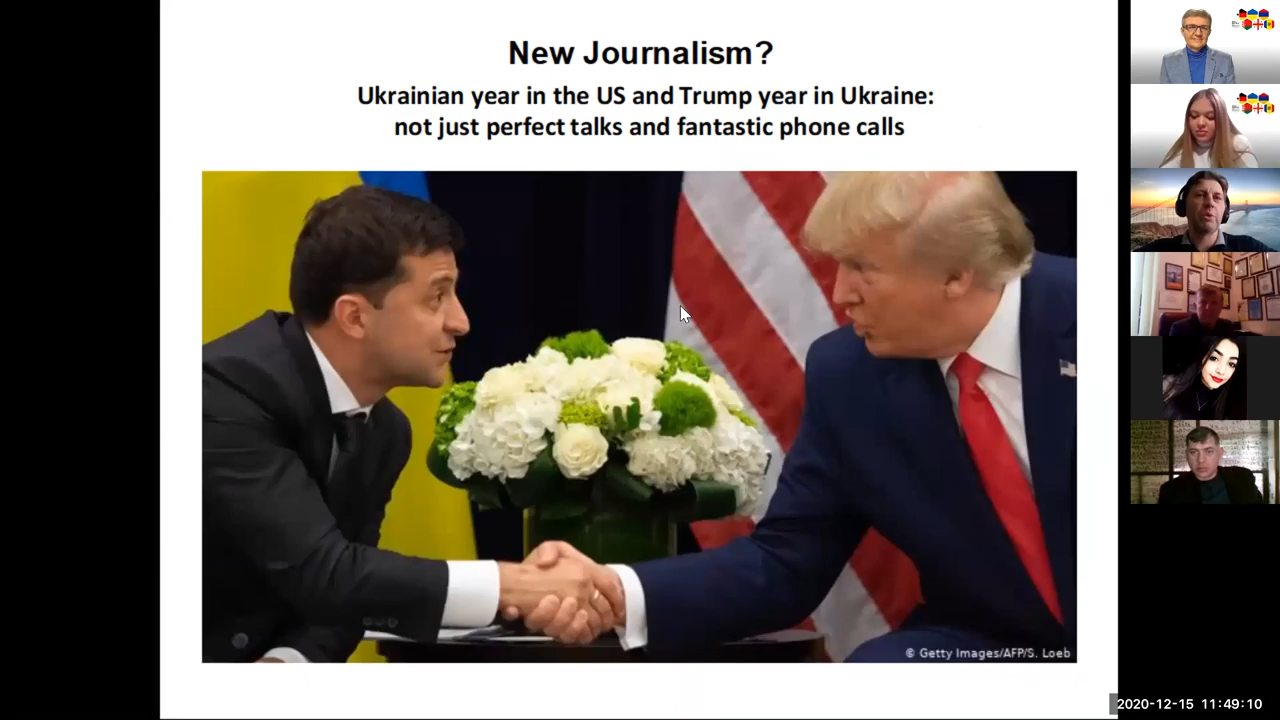 New Journalism?
Ukrainian year in the US and Trump year in Ukraine:
not just perfect talks and fantastic phone calls
© Getty Images/AFP/S. Loeb
2020-12-15 11:49:10